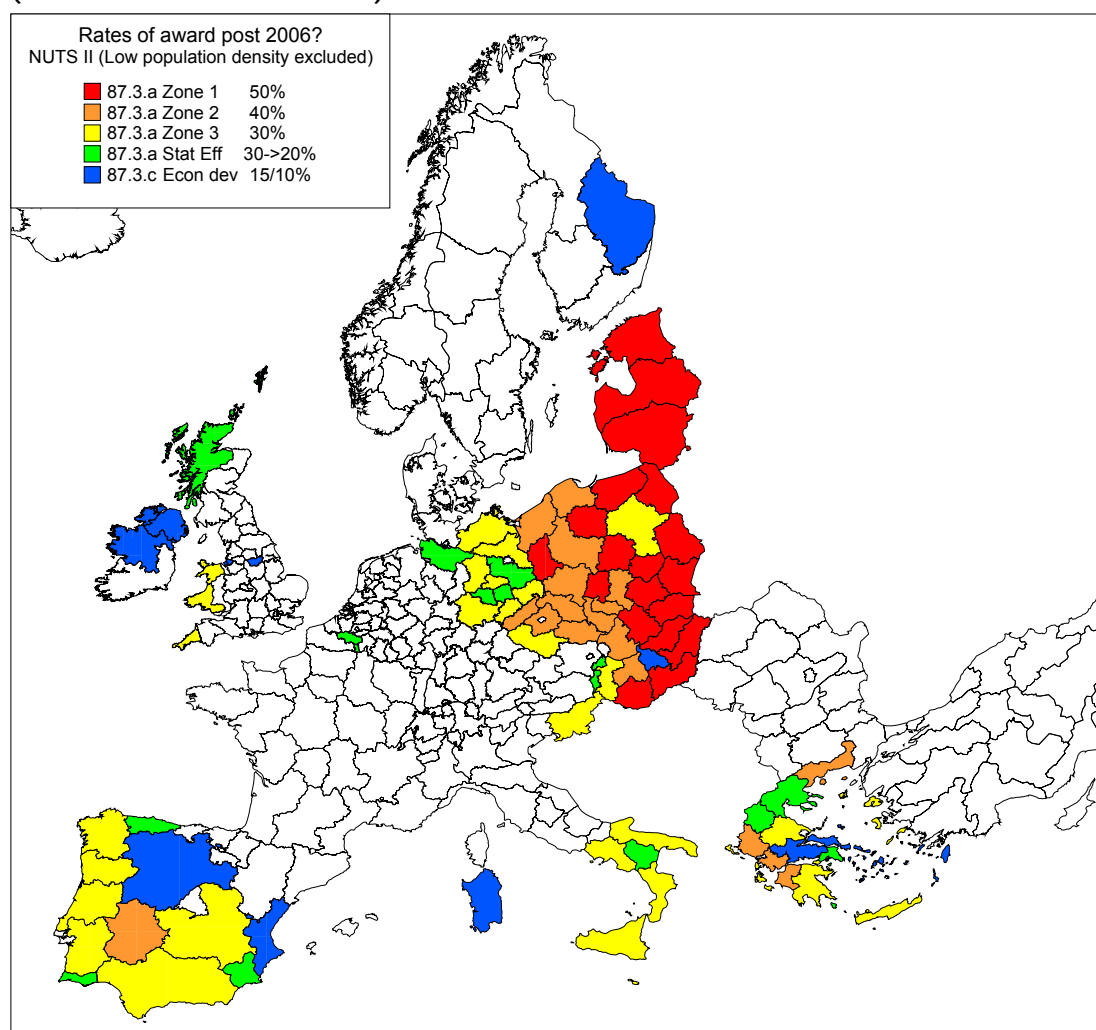 Rates of award post 2006?
NUTS II (Low population density excluded)
87.3.a Zone 1 50%
87.3.a Zone 2 40%
87.3.a Zone 3 30%
87.3.a Stat Eff 30->20%
87.3.c Econ dev 15/10%